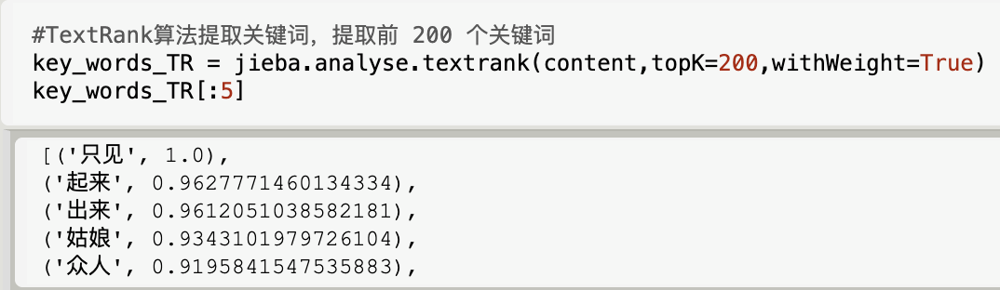 #TextRank算法提取关键词，提取前 200 个关键词
key_words_TR = jieba.analyse.textrank(content,topK=200,withWeight=True)
key_words_TR[:5]
[('只见', 1.0),
('起来', 0.9627771460134334),
('出来', 0.9612051038582181),
('姑娘', 0.9343101979726104),
('众人', 0.9195841547535883),